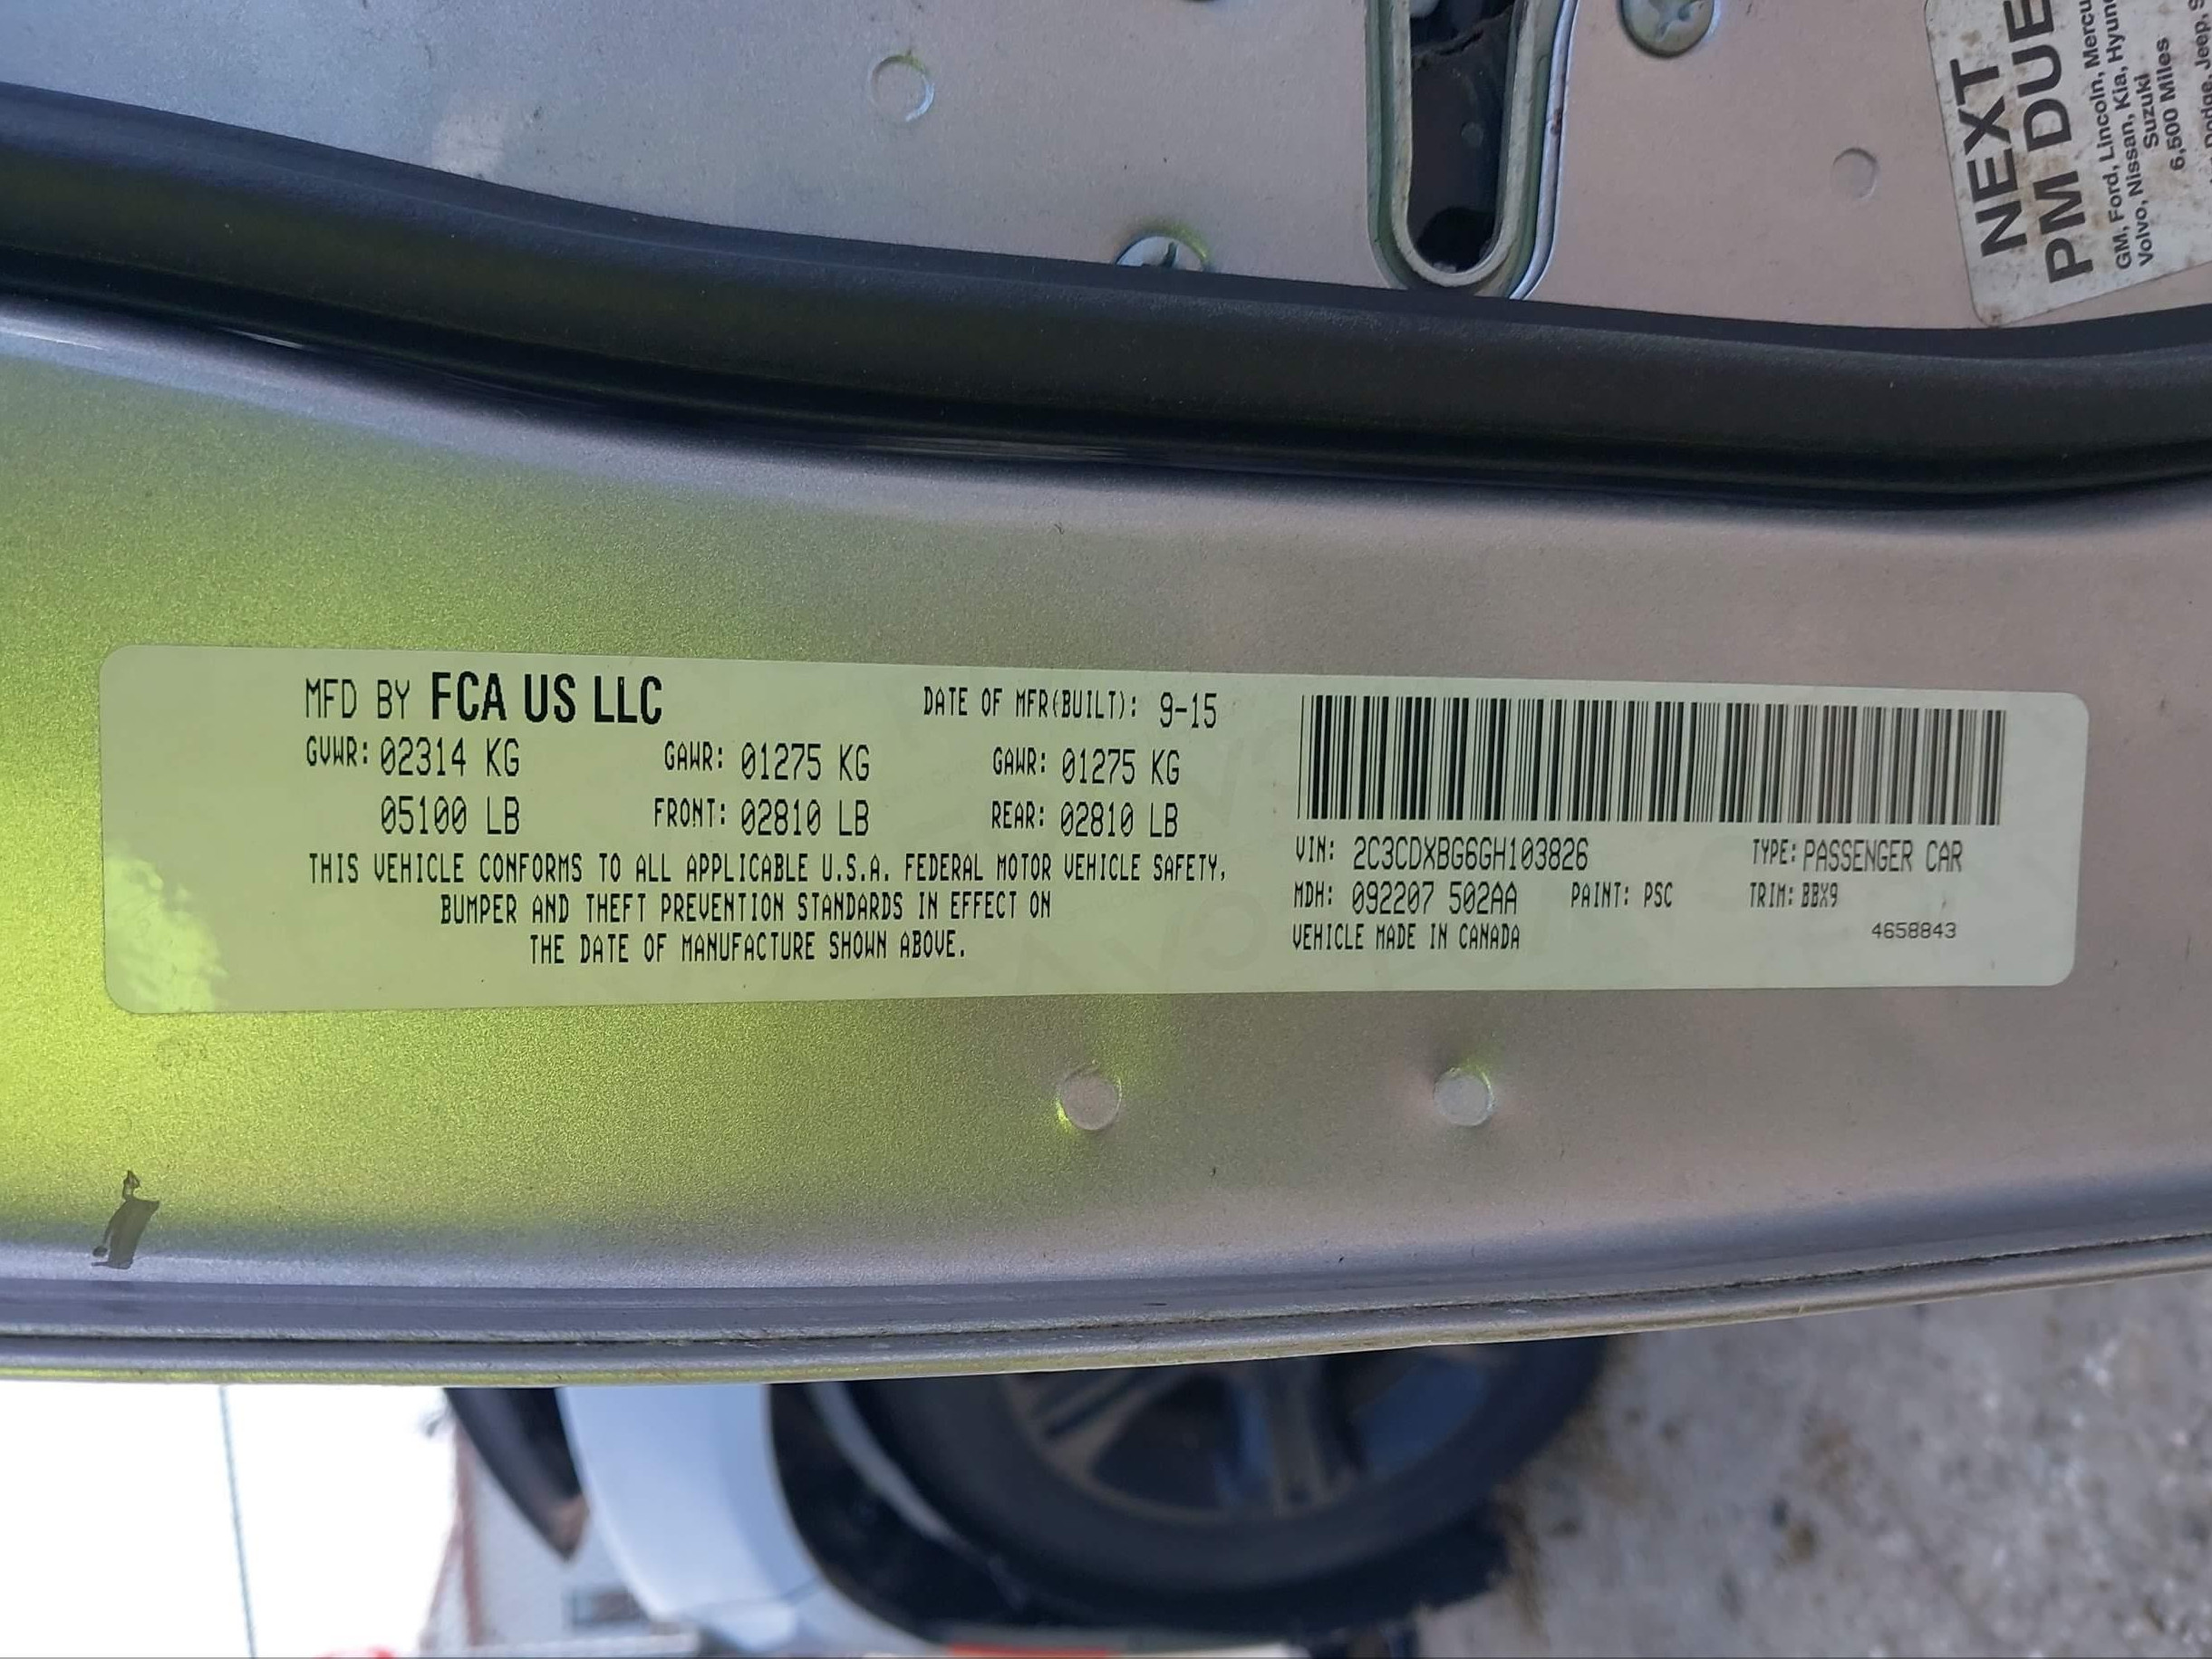 NEXT
PM DUE
GM, Ford, Lincoln,
Volvo, Nissan, Kia,
Suzuki
6,500 Miles
MFD BY FCA US LLC DATE OF MFR(BUILT): 9-15
GVWR: 02314 KG GAWR: 01275 KG GAWR: 01275 KG
05100 LB FRONT: 02810 LB REAR: 02810 LB
THIS VEHICLE CONFORMS TO ALL APPLICABLE U.S.A. FEDERAL MOTOR VEHICLE SAFETY,
BUMPER AND THEFT PREVENTION STANDARDS IN EFFECT ON
THE DATE OF MANUFACTURE SHOWN ABOVE.
VIN: 2C3CDXBG6GH103826 TYPE: PASSENGER CAR
MDH: 092207 502AA PAINT: PSC TRIM: BBX9
VEHICLE MADE IN CANADA 4658843